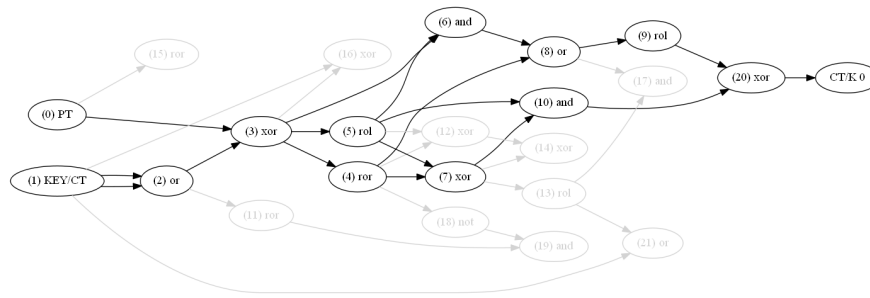 (0) PT
(1) KEY/CT
(15) ror
(2) or
(11) ror
(3) xor
(16) xor
(5) rol
(4) ror
(6) and
(12) xor
(7) xor
(18) not
(8) or
(10) and
(14) xor
(13) rol
(19) and
(9) rol
(17) and
(21) or
(20) xor
CT/K 0